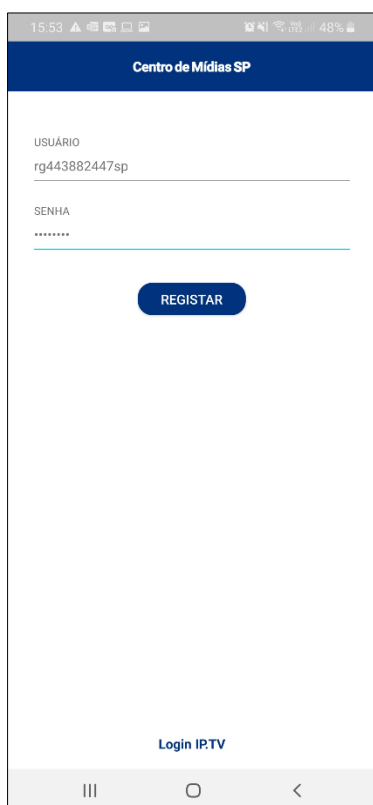 15:53 48%
Centro de Mídias SP
USUÁRIO
rg443882447sp
SENHA
••••••••
REGISTAR
Login IP.TV